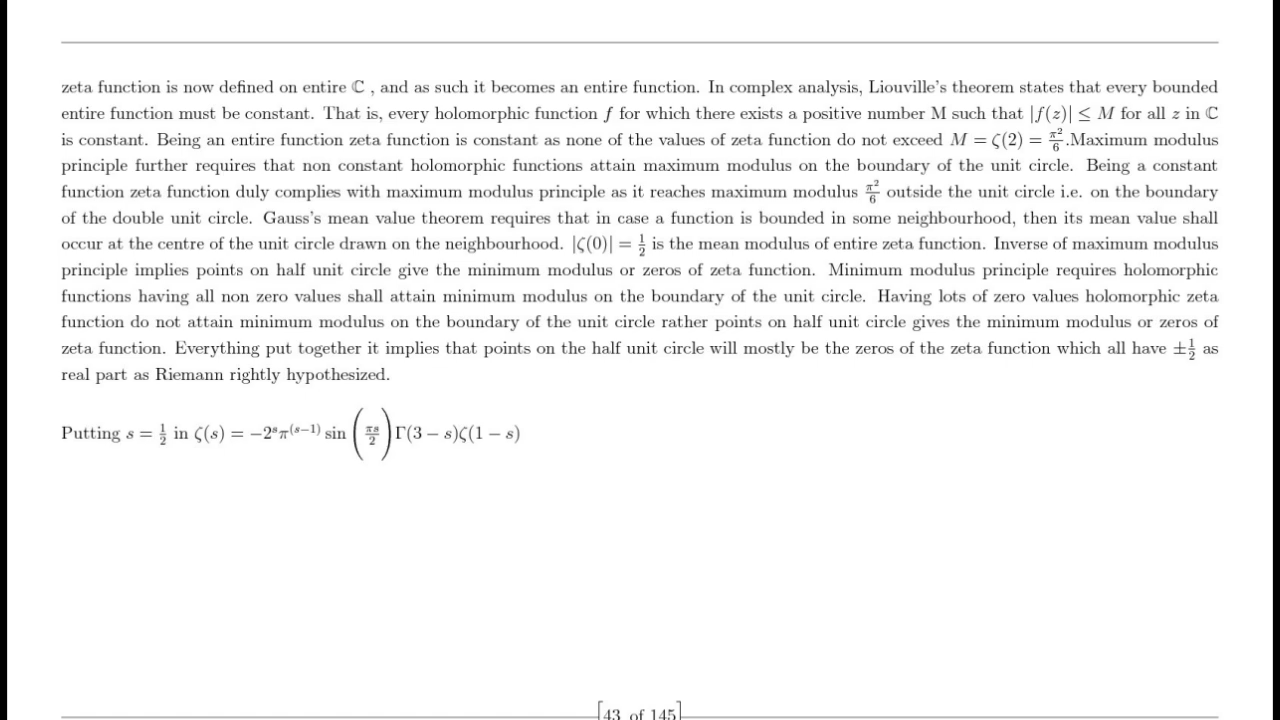 zeta function is now defined on entire ℂ , and as such it becomes an entire function. In complex analysis, Liouville's theorem states that every bounded
entire function must be constant. That is, every holomorphic function f for which there exists a positive number M such that |f(z)| ≤ M for all z in ℂ
is constant. Being an entire function zeta function is constant as none of the values of zeta function do not exceed M = ζ(2) = π²/6.Maximum modulus
principle further requires that non constant holomorphic functions attain maximum modulus on the boundary of the unit circle. Being a constant
function zeta function duly complies with maximum modulus principle as it reaches maximum modulus π²/6 outside the unit circle i.e. on the boundary
of the double unit circle. Gauss's mean value theorem requires that in case a function is bounded in some neighbourhood, then its mean value shall
occur at the centre of the unit circle drawn on the neighbourhood. |ζ(0)| = 1/2 is the mean modulus of entire zeta function. Inverse of maximum modulus
principle implies points on half unit circle give the minimum modulus or zeros of zeta function. Minimum modulus principle requires holomorphic
functions having all non zero values shall attain minimum modulus on the boundary of the unit circle. Having lots of zero values holomorphic zeta
function do not attain minimum modulus on the boundary of the unit circle rather points on half unit circle gives the minimum modulus or zeros of
zeta function. Everything put together it implies that points on the half unit circle will mostly be the zeros of the zeta function which all have ±1/2 as
real part as Riemann rightly hypothesized.
Putting s = 1/2 in ζ(s) = −2ˢπ⁽ˢ⁻¹⁾ sin(πs/2)Γ(3 − s)ζ(1 − s)
[43 of 145]